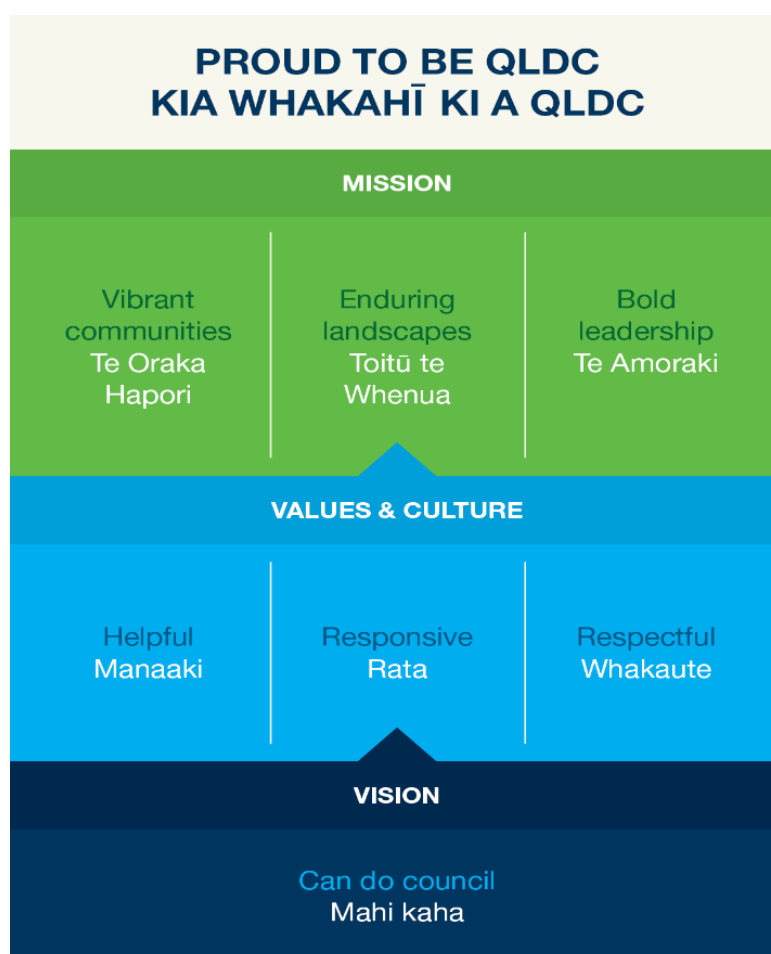 PROUD TO BE QLDC
KIA WHAKAHĪ KI A QLDC
MISSION
Vibrant
communities
Te Oraka
Hapori
Enduring
landscapes
Toitū te
Whenua
Bold
leadership
Te Amoraki
VALUES & CULTURE
Helpful
Manaaki
Responsive
Rata
Respectful
Whakaute
VISION
Can do council
Mahi kaha